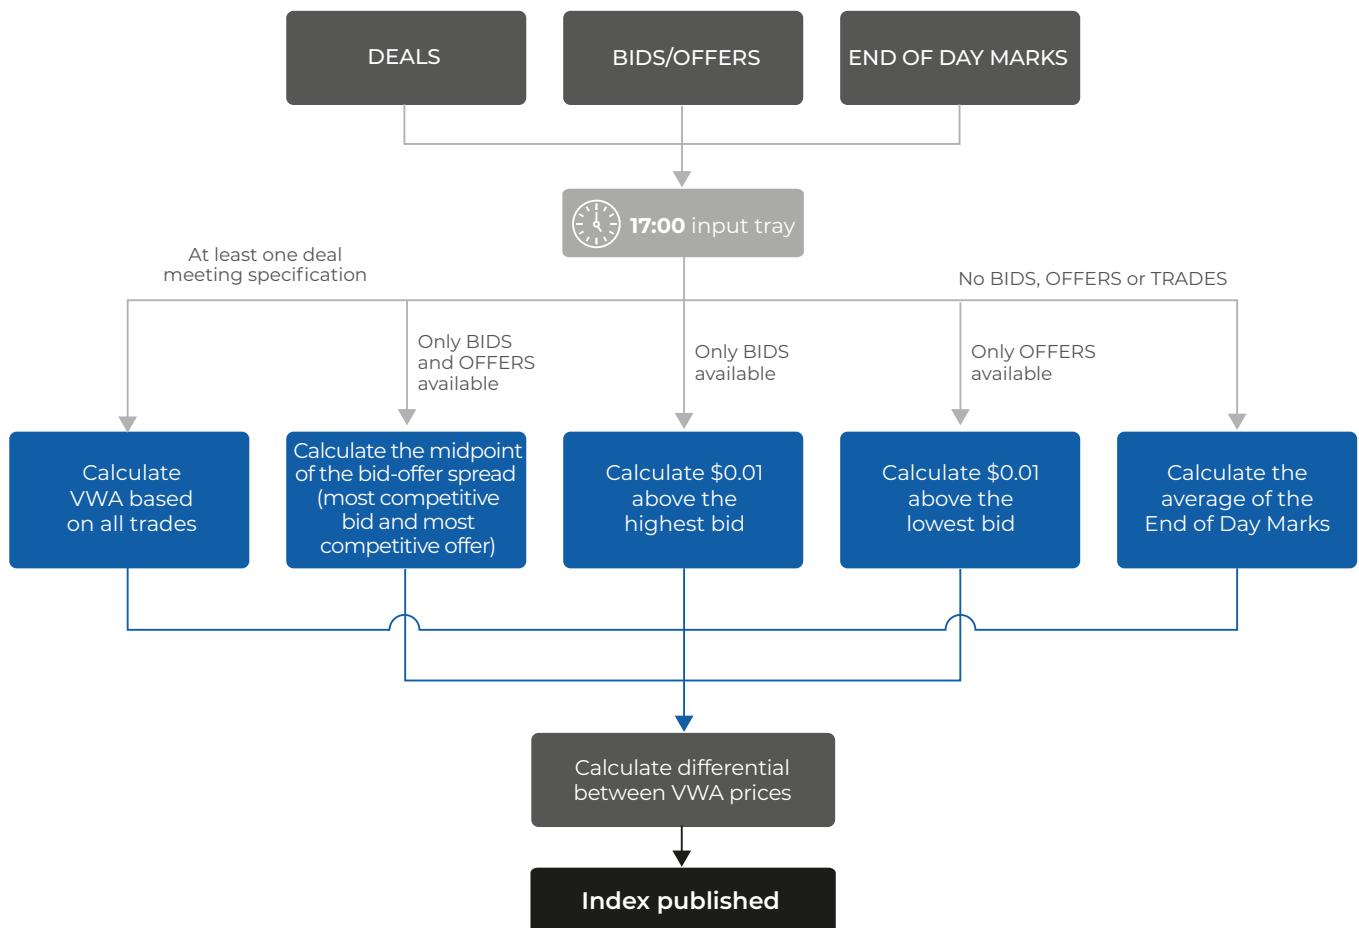 DEALS
BIDS/OFFERS
END OF DAY MARKS
17:00 input tray
At least one deal
meeting specification
No BIDS, OFFERS or TRADES
Only BIDS
and OFFERS
available
Only BIDS
available
Only OFFERS
available
Calculate
VWA based
on all trades
Calculate the midpoint
of the bid-offer spread
(most competitive
bid and most
competitive offer)
Calculate $0.01
above the
highest bid
Calculate $0.01
above the
lowest bid
Calculate the
average of the
End of Day Marks
Calculate differential
between VWA prices
Index published